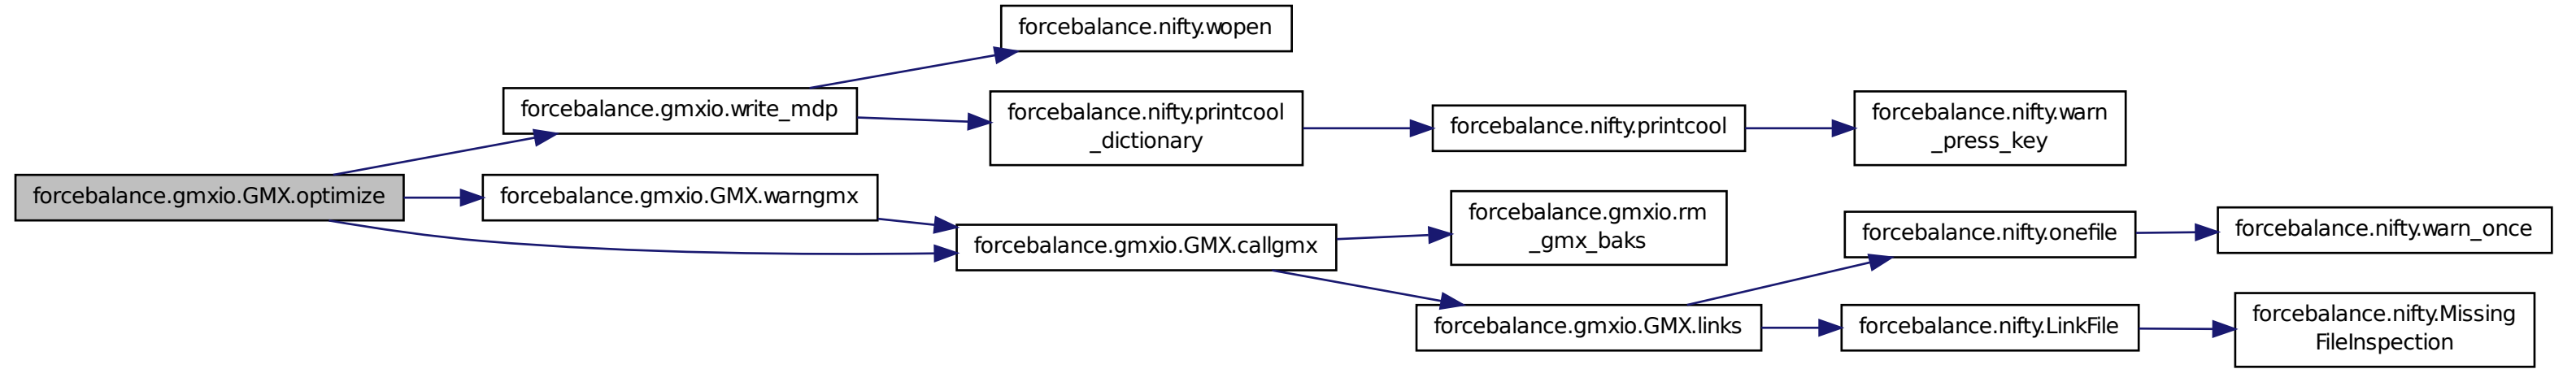 forcebalance.nifty.wopen
forcebalance.gmxio.write_mdp
forcebalance.nifty.printcool
_dictionary
forcebalance.nifty.printcool
forcebalance.nifty.warn
_press_key
forcebalance.gmxio.GMX.optimize
forcebalance.gmxio.GMX.warngmx
forcebalance.gmxio.GMX.callgmx
forcebalance.gmxio.rm
_gmx_baks
forcebalance.gmxio.GMX.links
forcebalance.nifty.onefile
forcebalance.nifty.warn_once
forcebalance.nifty.LinkFile
forcebalance.nifty.Missing
FileInspection